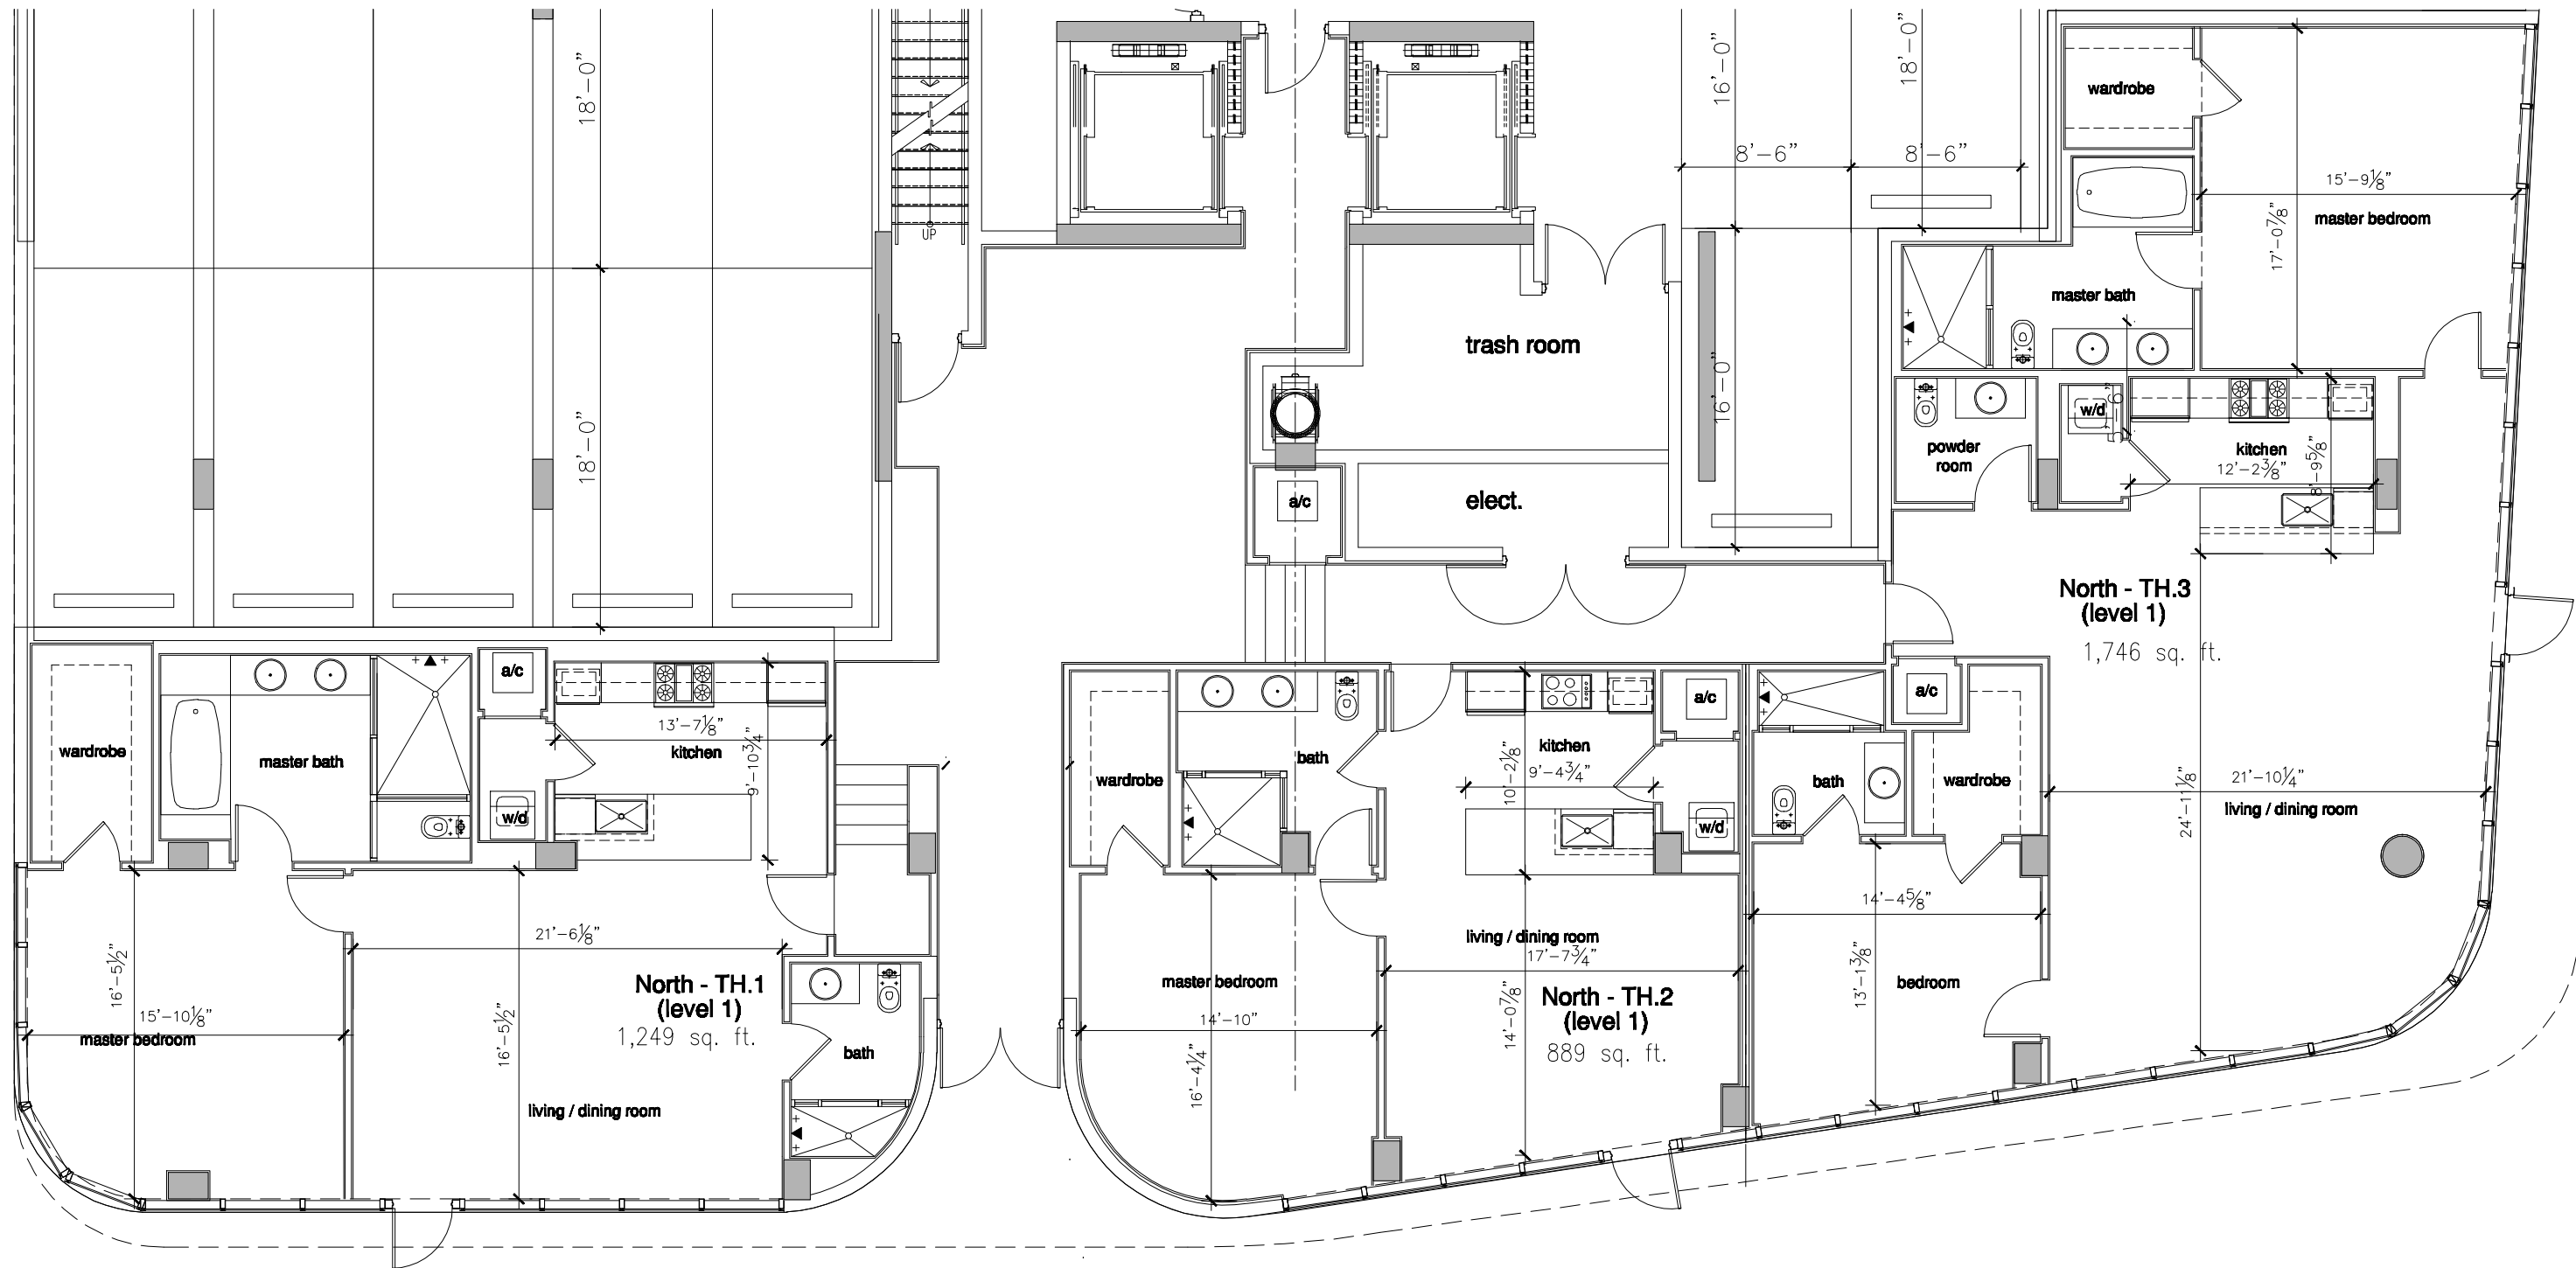 18'-0"
18'-0"
UP
16'-0"
18'-0"
8'-6"
8'-6"
16'-0"
trash room
elect.
a/c
wardrobe
15'-9⅛"
master bedroom
17'-0⅞"
master bath
w/d
powder
room
kitchen
12'-2⅜"
8'-9⅝"
North - TH.3
(level 1)
1,746 sq. ft.
a/c
bath
wardrobe
21'-10¼"
living / dining room
24'-11⅛"
14'-4⅝"
13'-1⅜"
bedroom
wardrobe
master bath
a/c
w/d
13'-7⅛"
kitchen
9'-10¾"
16'-5½"
15'-10⅛"
master bedroom
21'-6⅛"
16'-5½"
North - TH.1
(level 1)
1,249 sq. ft.
living / dining room
bath
wardrobe
bath
kitchen
9'-4¾"
10'-2⅛"
a/c
w/d
living / dining room
17'-7¾"
master bedroom
14'-10"
16'-4¼"
North - TH.2
(level 1)
889 sq. ft.
14'-0⅞"